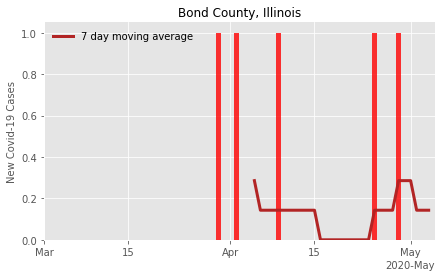 Bond County, Illinois
7 day moving average
New Covid-19 Cases
1.0
0.8
0.6
0.4
0.2
0.0
Mar 15 Apr 15 May
2020-May